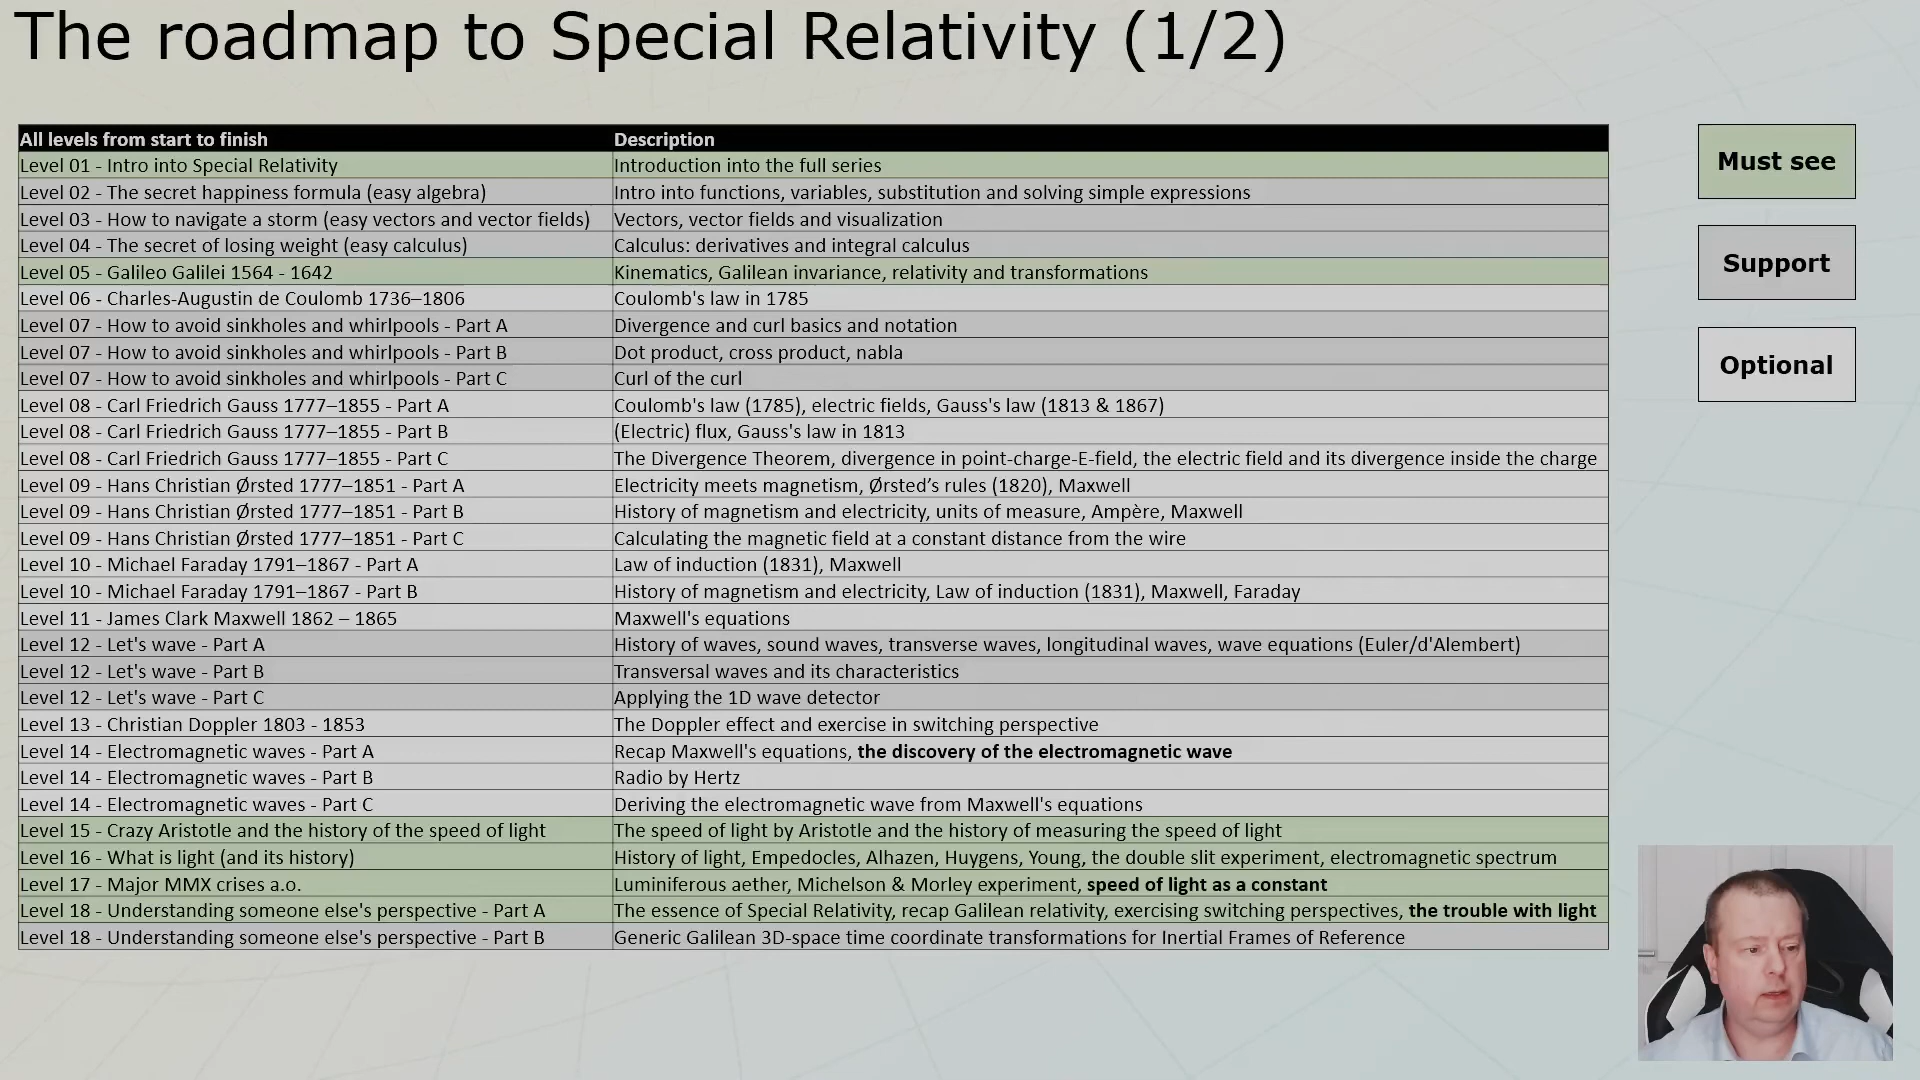 The roadmap to Special Relativity (1/2)
All levels from start to finish Description
Level 01 - Intro into Special Relativity Introduction into the full series
Level 02 - The secret happiness formula (easy algebra) Intro into functions, variables, substitution and solving simple expressions
Level 03 - How to navigate a storm (easy vectors and vector fields) Vectors, vector fields and visualization
Level 04 - The secret of losing weight (easy calculus) Calculus: derivatives and integral calculus
Level 05 - Galileo Galilei 1564 - 1642 Kinematics, Galilean invariance, relativity and transformations
Level 06 - Charles-Augustin de Coulomb 1736–1806 Coulomb's law in 1785
Level 07 - How to avoid sinkholes and whirlpools - Part A Divergence and curl basics and notation
Level 07 - How to avoid sinkholes and whirlpools - Part B Dot product, cross product, nabla
Level 07 - How to avoid sinkholes and whirlpools - Part C Curl of the curl
Level 08 - Carl Friedrich Gauss 1777–1855 - Part A Coulomb's law (1785), electric fields, Gauss's law (1813 & 1867)
Level 08 - Carl Friedrich Gauss 1777–1855 - Part B (Electric) flux, Gauss's law in 1813
Level 08 - Carl Friedrich Gauss 1777–1855 - Part C The Divergence Theorem, divergence in point-charge-E-field, the electric field and its divergence inside the charge
Level 09 - Hans Christian Ørsted 1777–1851 - Part A Electricity meets magnetism, Ørsted’s rules (1820), Maxwell
Level 09 - Hans Christian Ørsted 1777–1851 - Part B History of magnetism and electricity, units of measure, Ampère, Maxwell
Level 09 - Hans Christian Ørsted 1777–1851 - Part C Calculating the magnetic field at a constant distance from the wire
Level 10 - Michael Faraday 1791–1867 - Part A Law of induction (1831), Maxwell
Level 10 - Michael Faraday 1791–1867 - Part B History of magnetism and electricity, Law of induction (1831), Maxwell, Faraday
Level 11 - James Clark Maxwell 1862 – 1865 Maxwell's equations
Level 12 - Let's wave - Part A History of waves, sound waves, transverse waves, longitudinal waves, wave equations (Euler/d'Alembert)
Level 12 - Let's wave - Part B Transversal waves and its characteristics
Level 12 - Let's wave - Part C Applying the 1D wave detector
Level 13 - Christian Doppler 1803 - 1853 The Doppler effect and exercise in switching perspective
Level 14 - Electromagnetic waves - Part A Recap Maxwell's equations, the discovery of the electromagnetic wave
Level 14 - Electromagnetic waves - Part B Radio by Hertz
Level 14 - Electromagnetic waves - Part C Deriving the electromagnetic wave from Maxwell's equations
Level 15 - Crazy Aristotle and the history of the speed of light The speed of light by Aristotle and the history of measuring the speed of light
Level 16 - What is light (and its history) History of light, Empedocles, Alhazen, Huygens, Young, the double slit experiment, electromagnetic spectrum
Level 17 - Major MMX crises a.o. Luminiferous aether, Michelson & Morley experiment, speed of light as a constant
Level 18 - Understanding someone else's perspective - Part A The essence of Special Relativity, recap Galilean relativity, exercising switching perspectives, the trouble with light
Level 18 - Understanding someone else's perspective - Part B Generic Galilean 3D-space time coordinate transformations for Inertial Frames of Reference
Must see
Support
Optional